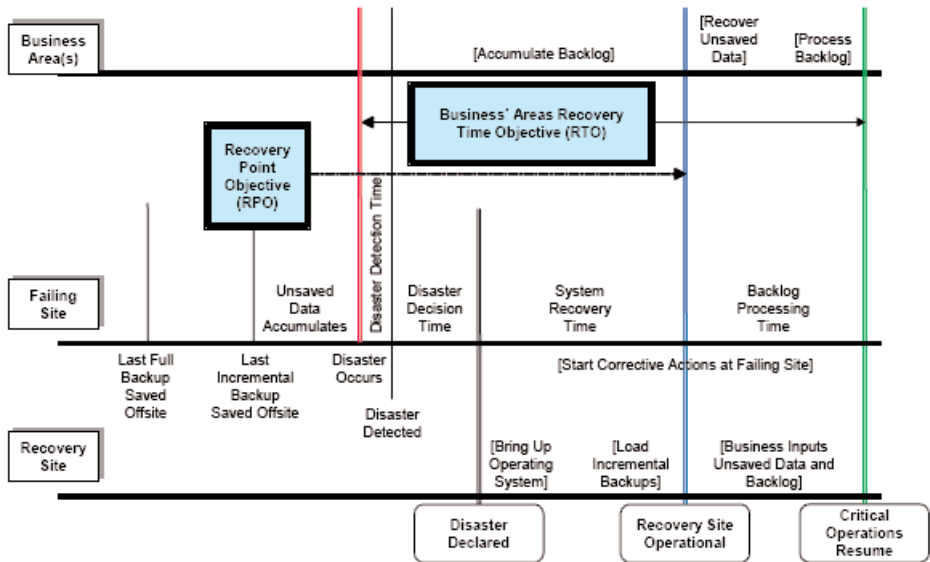 Business
Area(s)
[Accumulate Backlog]
[Recover
Unsaved
Data]
[Process
Backlog]
Business´ Areas Recovery
Time Objective (RTO)
Recovery
Point
Objective
(RPO)
Disaster Detection Time
Failing
Site
Unsaved
Data
Accumulates
Disaster
Decision
Time
System
Recovery
Time
Backlog
Processing
Time
Last Full
Backup
Saved
Offsite
Last
Incremental
Backup
Saved Offsite
Disaster
Occurs
[Start Corrective Actions at Failing Site]
Disaster
Detected
Recovery
Site
[Bring Up
Operating
System]
[Load
Incremental
Backups]
[Business Inputs
Unsaved Data and
Backlog]
Disaster
Declared
Recovery Site
Operational
Critical
Operations
Resume